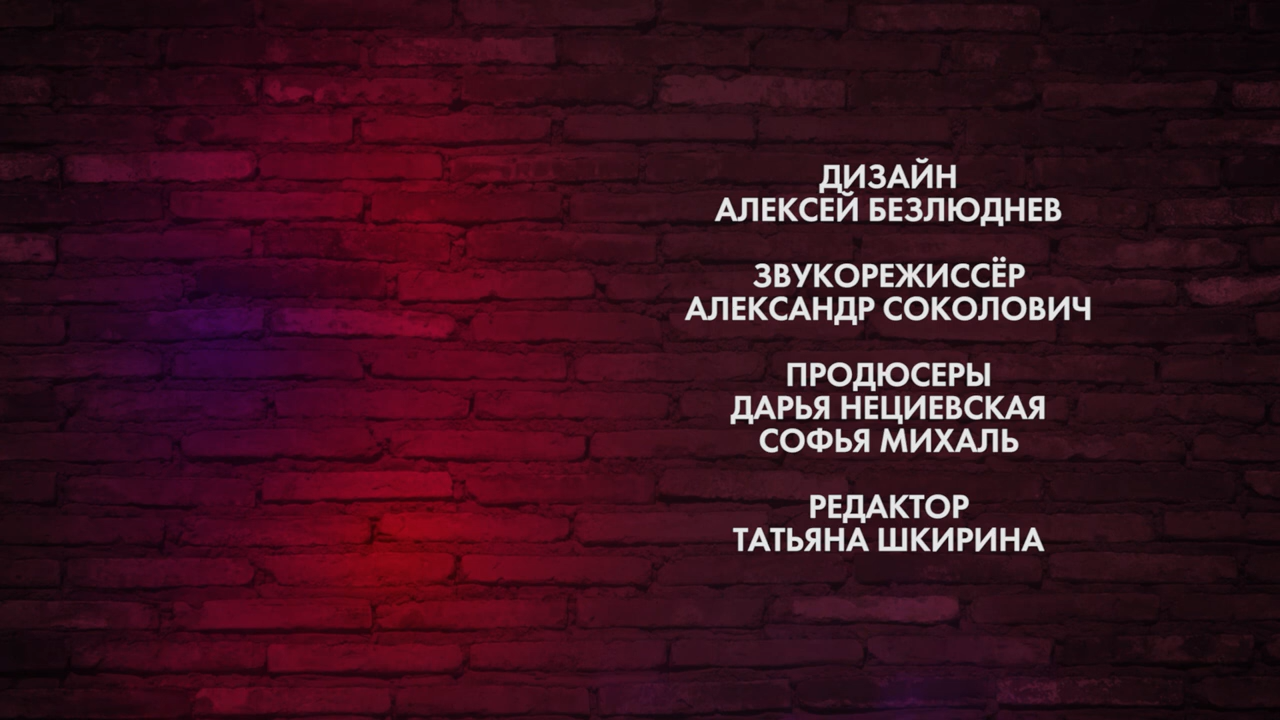 ДИЗАЙН
АЛЕКСЕЙ БЕЗЛЮДНЕВ
ЗВУКОРЕЖИССЁР
АЛЕКСАНДР СОКОЛОВИЧ
ПРОДЮСЕРЫ
ДАРЬЯ НЕЦИЕВСКАЯ
СОФЬЯ МИХАЛЬ
РЕДАКТОР
ТАТЬЯНА ШКИРИНА